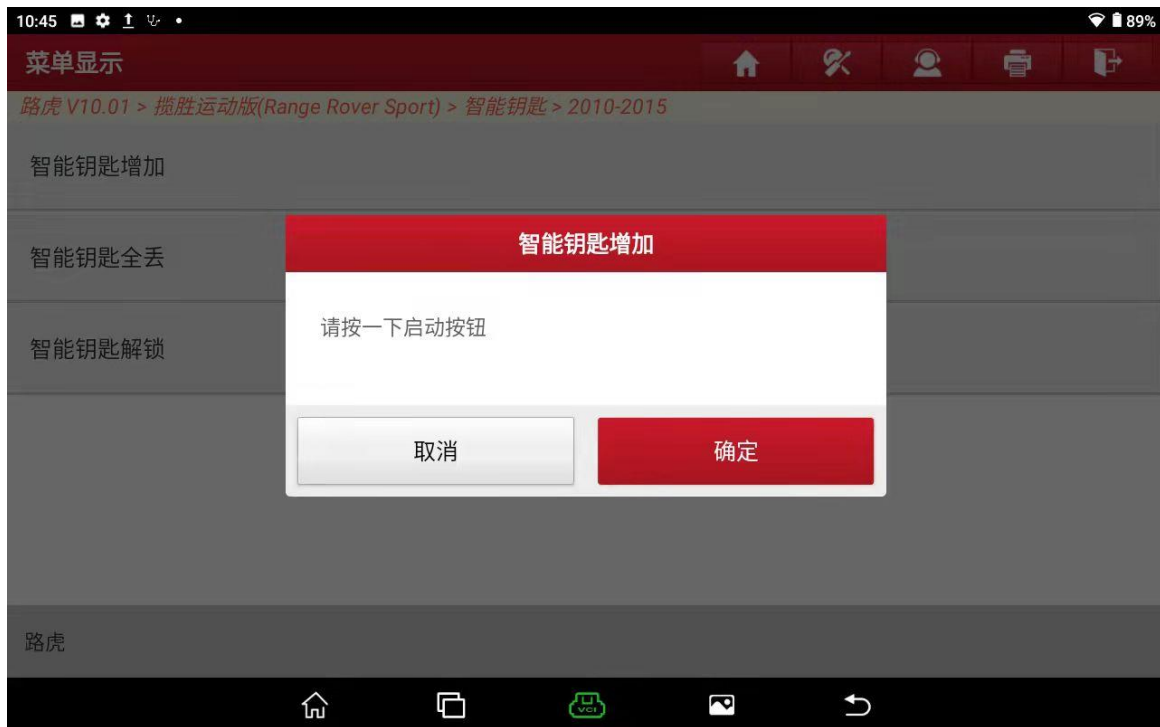 10:45
89%
菜单显示
路虎 V10.01 > 揽胜运动版(Range Rover Sport) > 智能钥匙 > 2010-2015
智能钥匙增加
智能钥匙全丢
智能钥匙解锁
智能钥匙增加
请按一下启动按钮
取消
确定
路虎
VCI